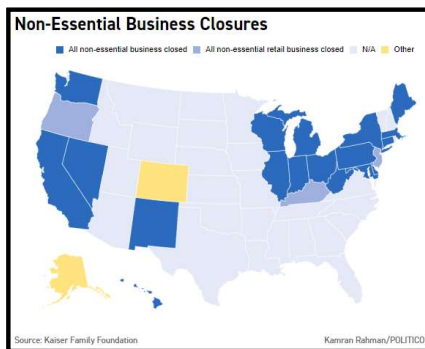 Non-Essential Business Closures
All non-essential business closed All non-essential retail business closed N/A Other
Source: Kaiser Family Foundation Kamran Rahman/POLITICO